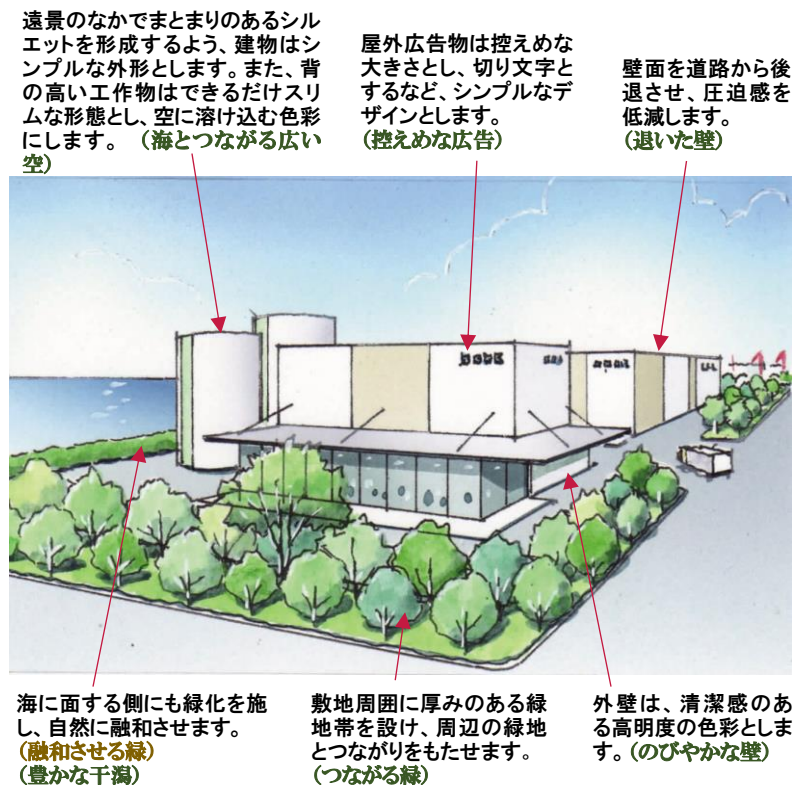 遠景のなかでまとまりのあるシル
エットを形成するよう、建物はシ
ンプルな外形とします。また、背
の高い工作物はできるだけスリ
ムな形態とし、空に溶け込む色彩
にします。（海とつながる広い
空）
屋外広告物は控えめな
大きさとし、切り文字と
するなど、シンプルなデ
ザインとします。
（控えめな広告）
壁面を道路から後
退させ、圧迫感を
低減します。
（退いた壁）
海に面する側にも緑化を施
し、自然に融和させます。
（融和させる緑）
（豊かな干潟）
敷地周囲に厚みのある緑
地帯を設け、周辺の緑地
とつながりをもたせます。
（つながる緑）
外壁は、清潔感のあ
る高明度の色彩としま
す。（のびやかな壁）